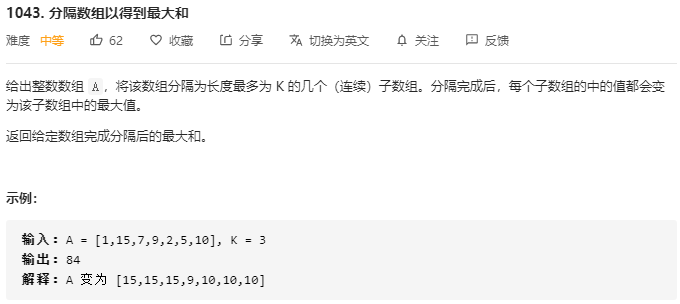 1043. 分隔数组以得到最大和
难度 中等 62 收藏 分享 切换为英文 关注 反馈
给出整数数组 A，将该数组分隔为长度最多为 K 的几个（连续）子数组。分隔完成后，每个子数组的中的值都会变
为该子数组中的最大值。
返回给定数组完成分隔后的最大和。
示例：
输入：A = [1,15,7,9,2,5,10], K = 3
输出：84
解释：A 变为 [15,15,15,9,10,10,10]